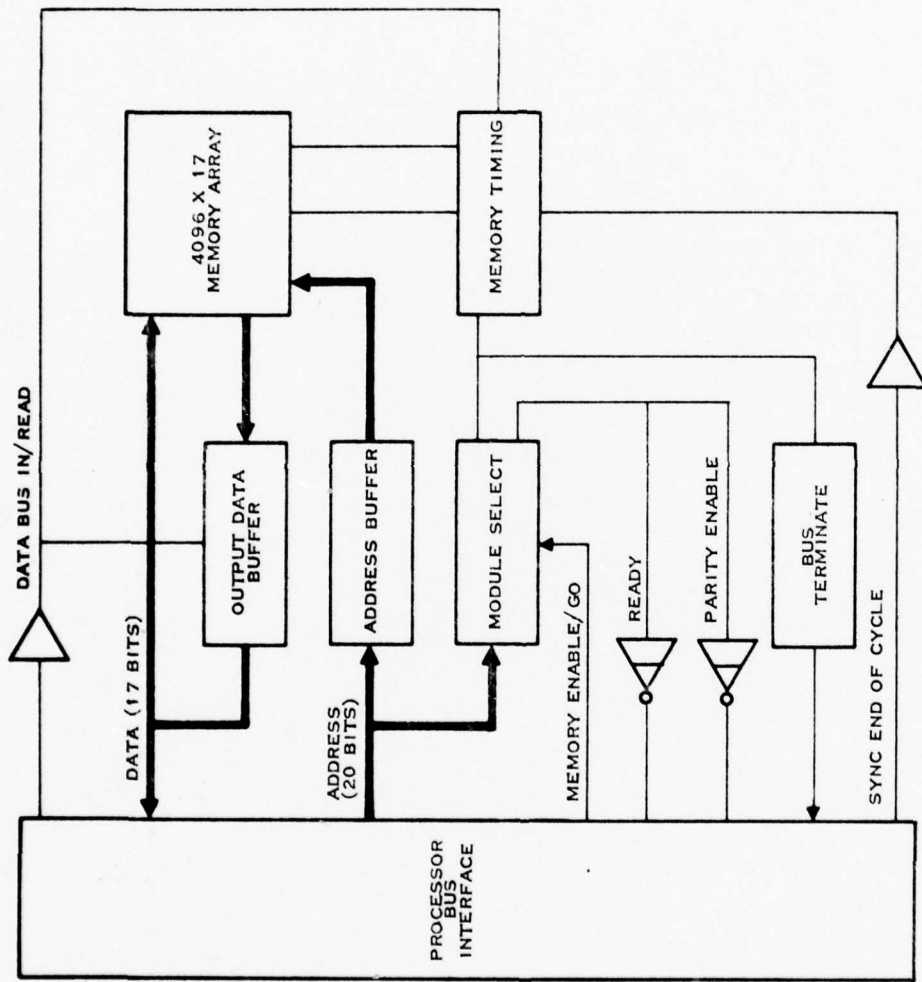 PROCESSOR
BUS
INTERFACE
DATA BUS IN/READ
DATA (17 BITS)
OUTPUT DATA
BUFFER
4096 X 17
MEMORY ARRAY
ADDRESS
(20 BITS)
ADDRESS BUFFER
MODULE SELECT
MEMORY TIMING
MEMORY ENABLE/GO
READY
PARITY ENABLE
BUS
TERMINATE
SYNC END OF CYCLE